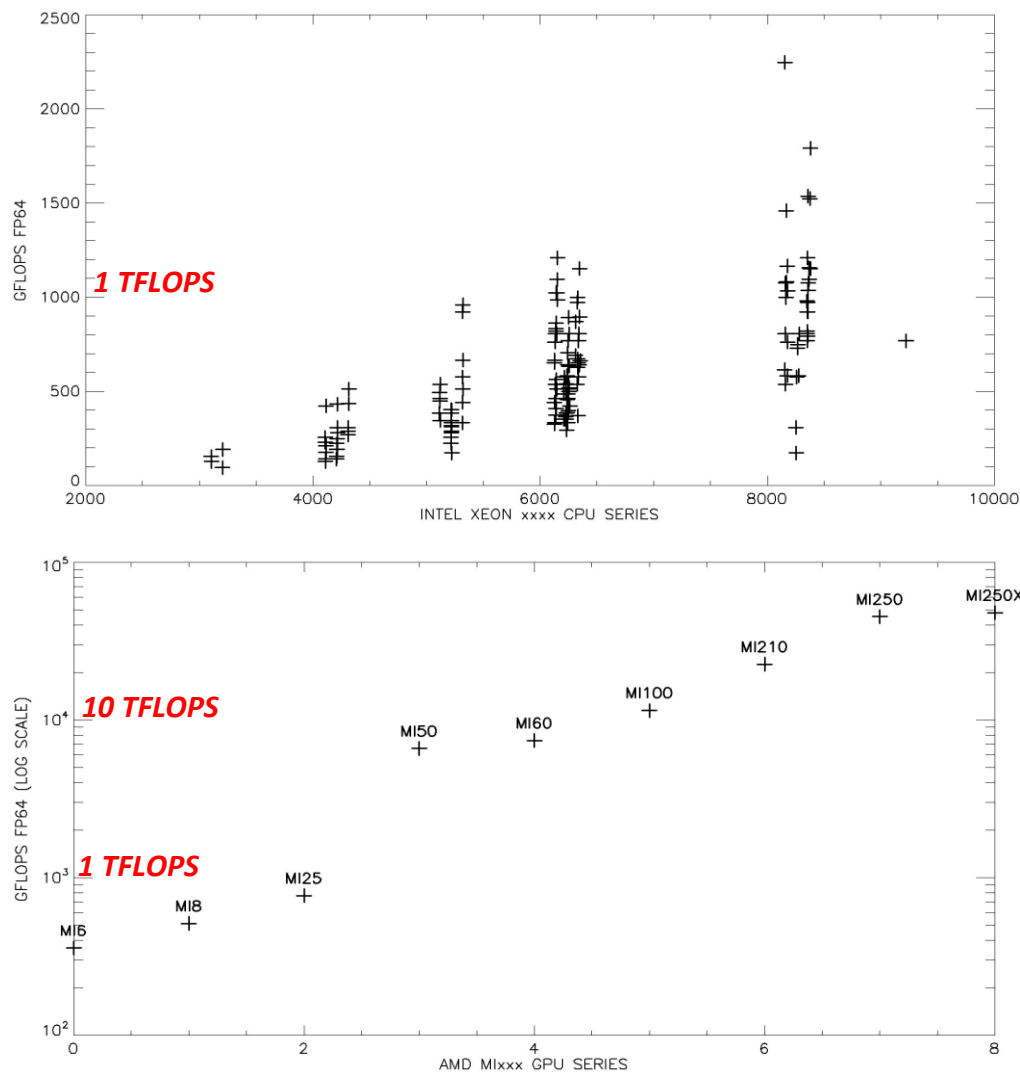 2500
2000
1500
GFLOPS FP64
1 TFLOPS
1000
500
0
2000 4000 6000 8000 10000
INTEL XEON xxxx CPU SERIES
10^5
MI250 MI250X
MI210
10 TFLOPS
MI100
10^4
MI50 MI60
GFLOPS FP64 (LOG SCALE)
1 TFLOPS
10^3
MI25
MI8
MI6
10^2
0 2 4 6 8
AMD MIxxx GPU SERIES